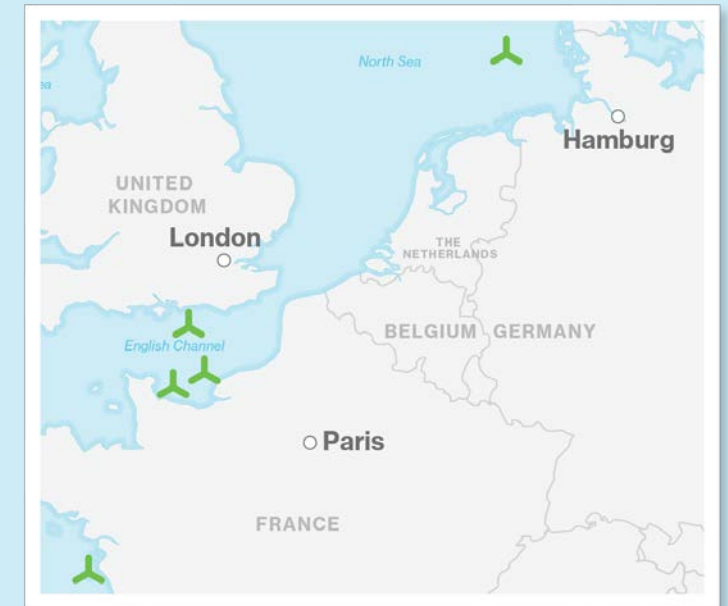 North Sea
Hamburg
UNITED
KINGDOM
London
THE
NETHERLANDS
BELGIUM
GERMANY
English Channel
Paris
FRANCE